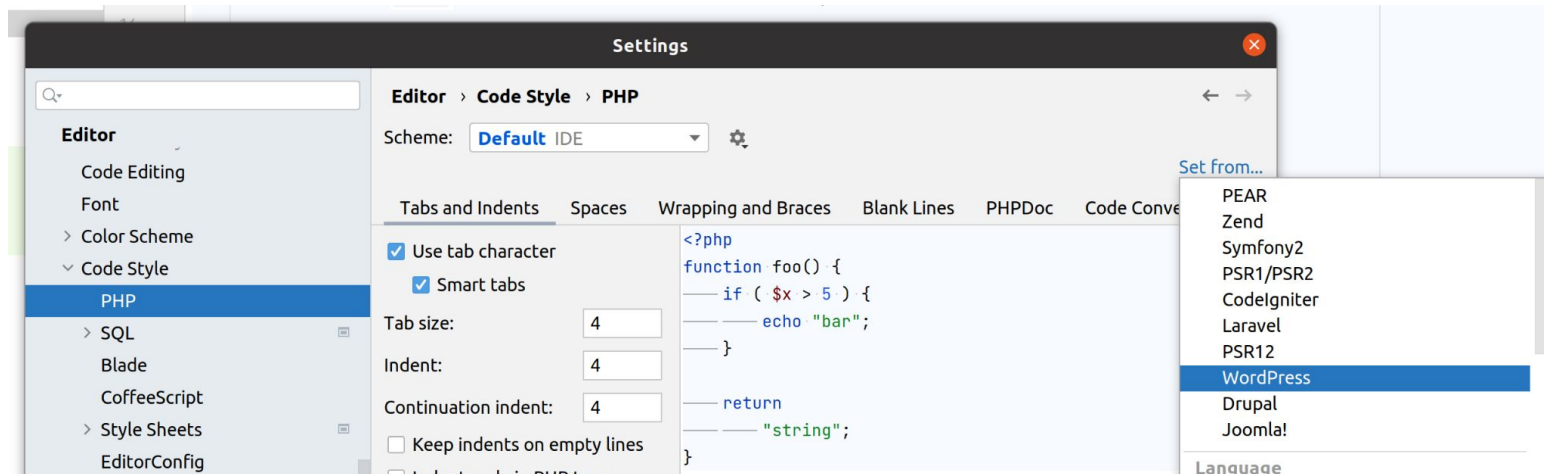 Settings
Editor › Code Style › PHP
Scheme: Default IDE
Set from...
Editor
Code Editing
Font
Color Scheme
Code Style
PHP
SQL
Blade
CoffeeScript
Style Sheets
EditorConfig
Tabs and Indents Spaces Wrapping and Braces Blank Lines PHPDoc Code Conve
Use tab character
Smart tabs
Tab size: 4
Indent: 4
Continuation indent: 4
Keep indents on empty lines
<?php
function foo() {
if ( $x > 5 ) {
echo "bar";
}
return
"string";
}
PEAR
Zend
Symfony2
PSR1/PSR2
CodeIgniter
Laravel
PSR12
WordPress
Drupal
Joomla!
Language